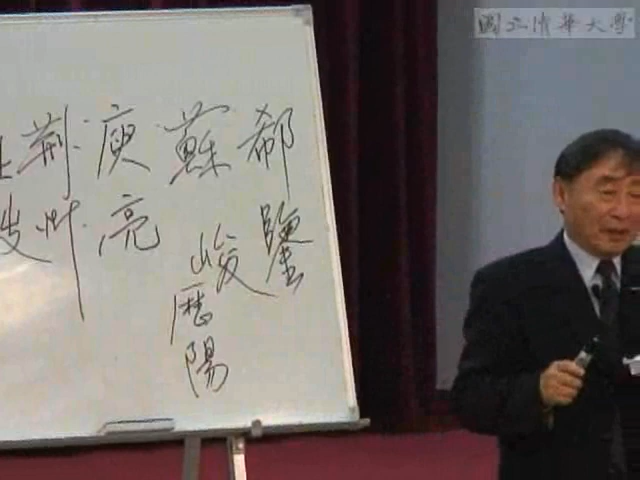 國立清華大學
郗鑒
蘇峻歷陽
庾亮
荊州